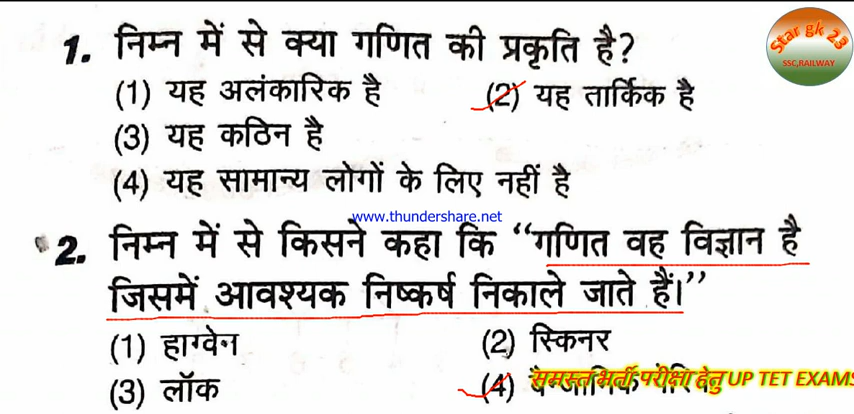 1. निम्न में से क्या गणित की प्रकृति है?
Star gk 23
SSC,RAILWAY
(1) यह अलंकारिक है (2) यह तार्किक है
(3) यह कठिन है
(4) यह सामान्य लोगों के लिए नहीं है
www.thundershare.net
2. निम्न में से किसने कहा कि “गणित वह विज्ञान है
जिसमें आवश्यक निष्कर्ष निकाले जाते हैं।”
(1) हाग्वेन (2) स्किनर
(3) लॉक (4)
समस्त भर्ती परीक्षा हेतु UP TET EXAMS